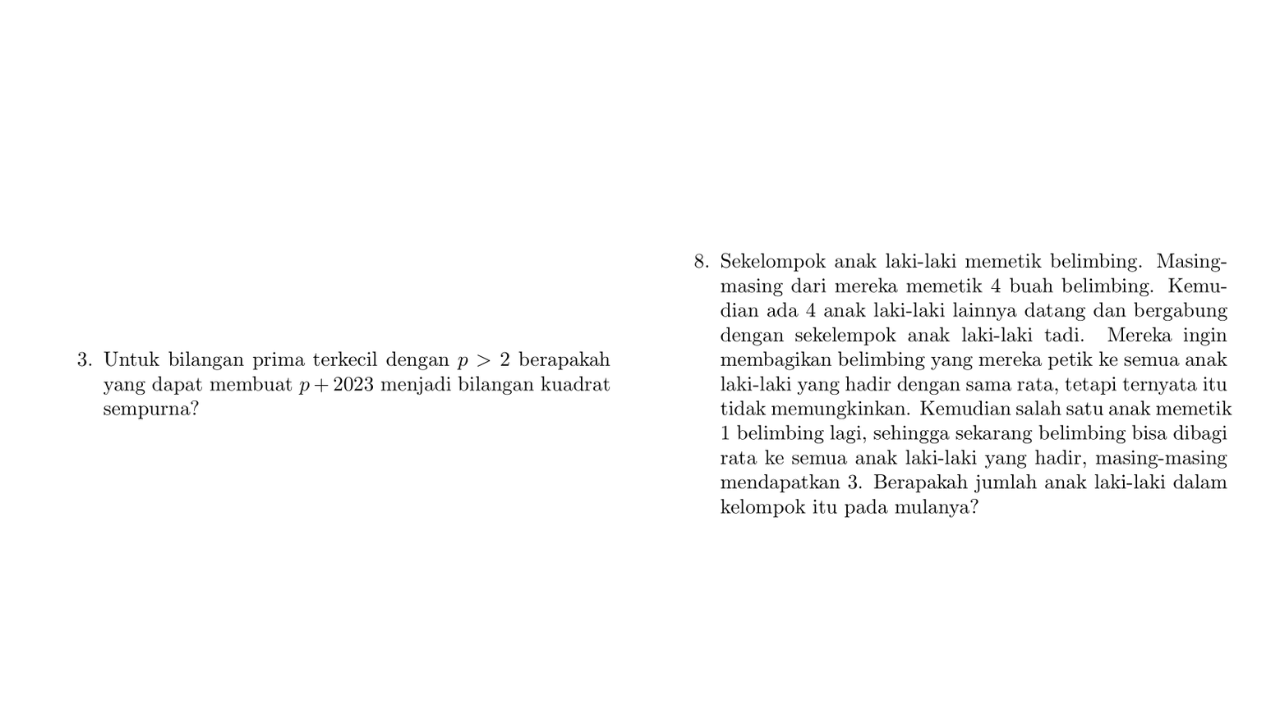 3. Untuk bilangan prima terkecil dengan p > 2 berapakah
yang dapat membuat p + 2023 menjadi bilangan kuadrat
sempurna?
8. Sekelompok anak laki-laki memetik belimbing. Masing-
masing dari mereka memetik 4 buah belimbing. Kemu-
dian ada 4 anak laki-laki lainnya datang dan bergabung
dengan sekelempok anak laki-laki tadi. Mereka ingin
membagikan belimbing yang mereka petik ke semua anak
laki-laki yang hadir dengan sama rata, tetapi ternyata itu
tidak memungkinkan. Kemudian salah satu anak memetik
1 belimbing lagi, sehingga sekarang belimbing bisa dibagi
rata ke semua anak laki-laki yang hadir, masing-masing
mendapatkan 3. Berapakah jumlah anak laki-laki dalam
kelompok itu pada mulanya?